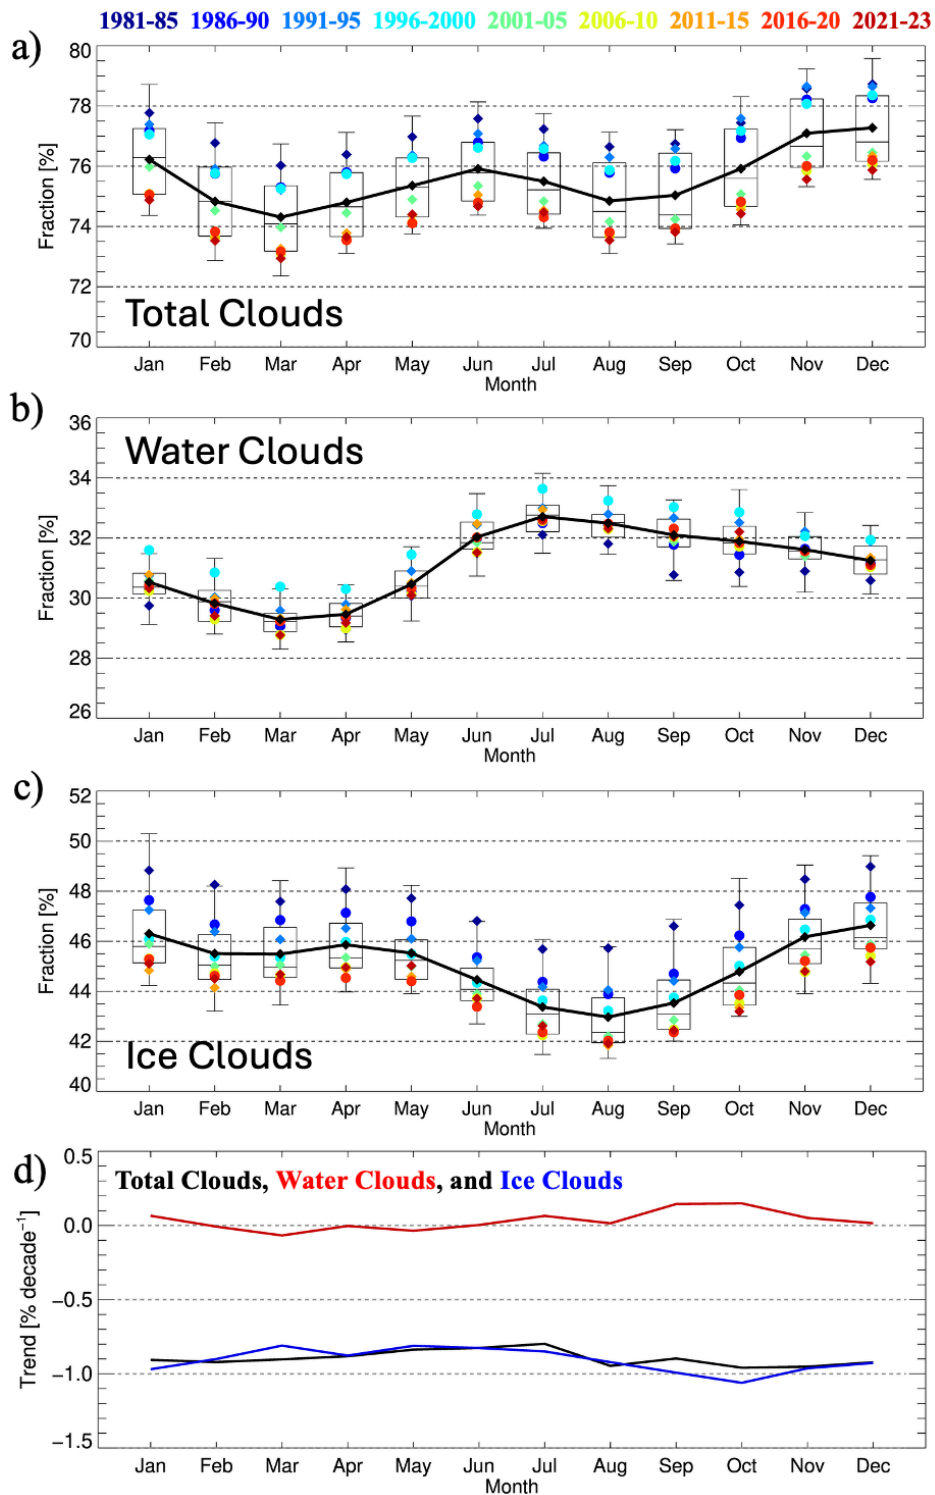 1981-85 1986-90 1991-95 1996-2000 2001-05 2006-10 2011-15 2016-20 2021-23
a)
80
78
76
74
72
70
Fraction [%]
Total Clouds
Jan Feb Mar Apr May Jun Jul Aug Sep Oct Nov Dec
Month
b)
36
34
32
30
28
26
Fraction [%]
Water Clouds
Jan Feb Mar Apr May Jun Jul Aug Sep Oct Nov Dec
Month
c)
52
50
48
46
44
42
40
Fraction [%]
Ice Clouds
Jan Feb Mar Apr May Jun Jul Aug Sep Oct Nov Dec
Month
d)
0.5
0.0
−0.5
−1.0
−1.5
Trend [% decade⁻¹]
Total Clouds, Water Clouds, and Ice Clouds
Jan Feb Mar Apr May Jun Jul Aug Sep Oct Nov Dec
Month